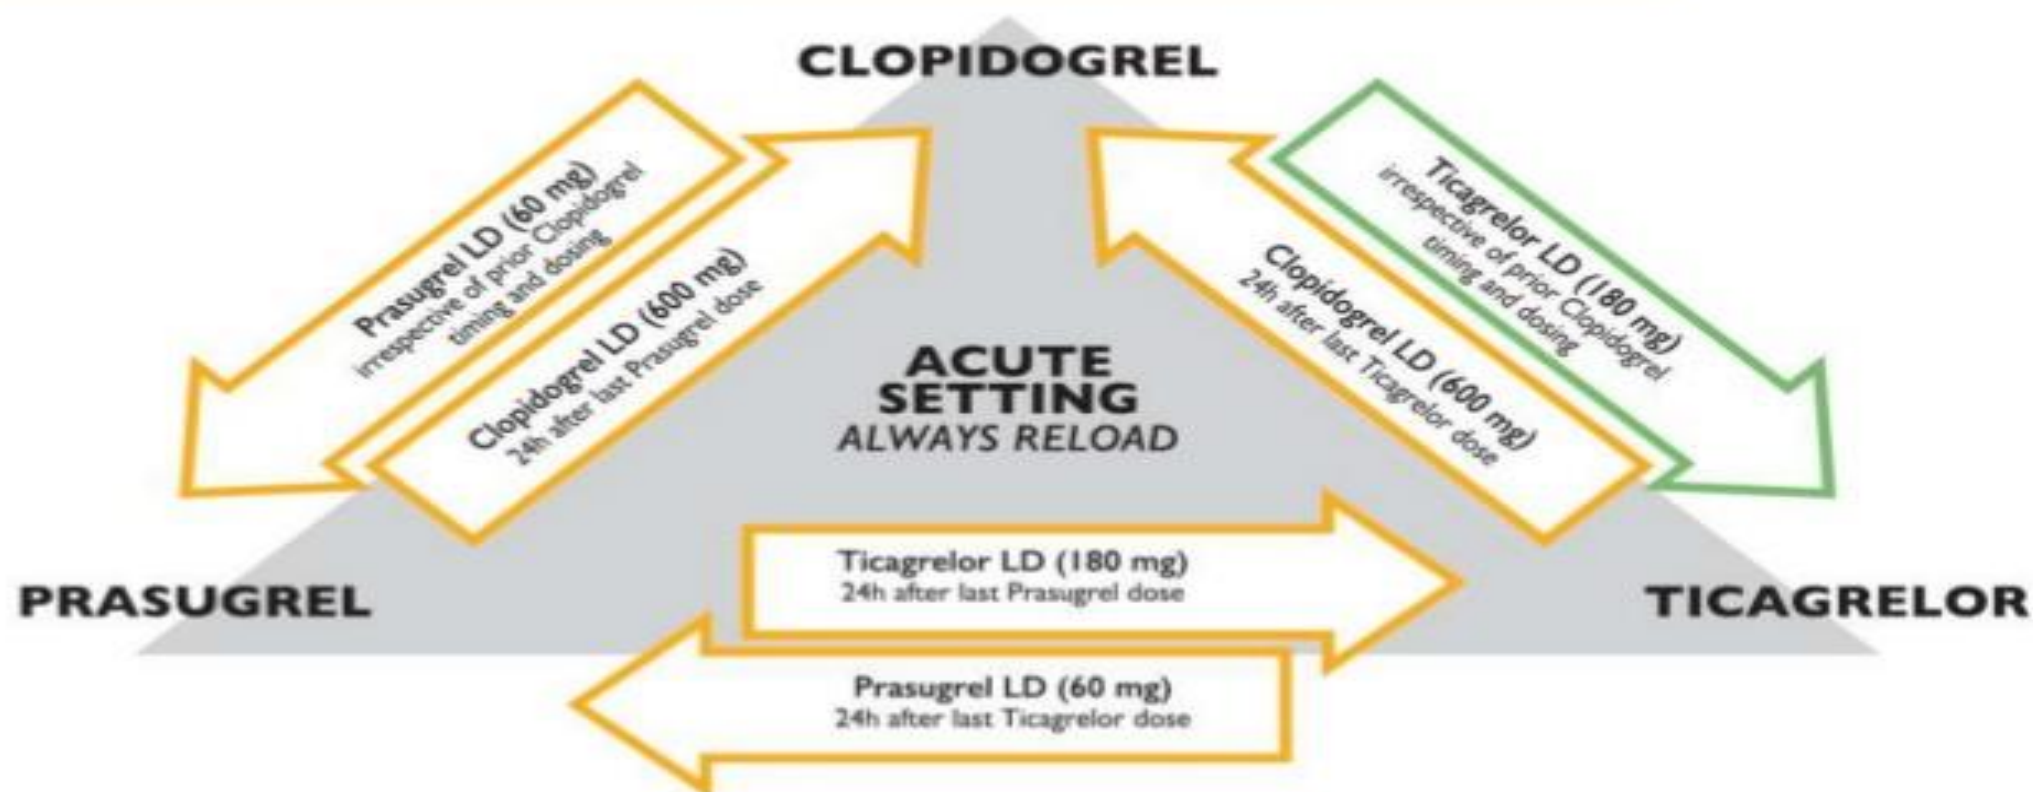 CLOPIDOGREL
Prasugrel LD (60 mg)
irrespective of prior Clopidogrel
timing and dosing
Clopidogrel LD (600 mg)
24h after last Prasugrel dose
Ticagrelor LD (180 mg)
irrespective of prior Clopidogrel
timing and dosing
Clopidogrel LD (600 mg)
24h after last Ticagrelor dose
ACUTE
SETTING
ALWAYS RELOAD
PRASUGREL
TICAGRELOR
Ticagrelor LD (180 mg)
24h after last Prasugrel dose
Prasugrel LD (60 mg)
24h after last Ticagrelor dose